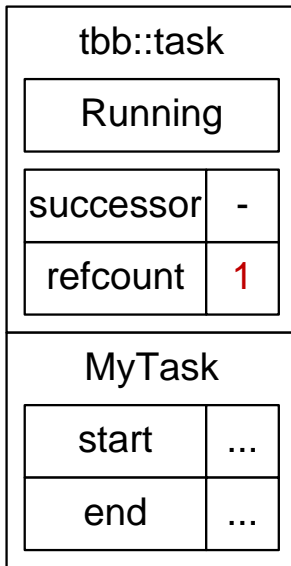 tbb::task
Running
successor -
refcount 1
MyTask
start ...
end ...